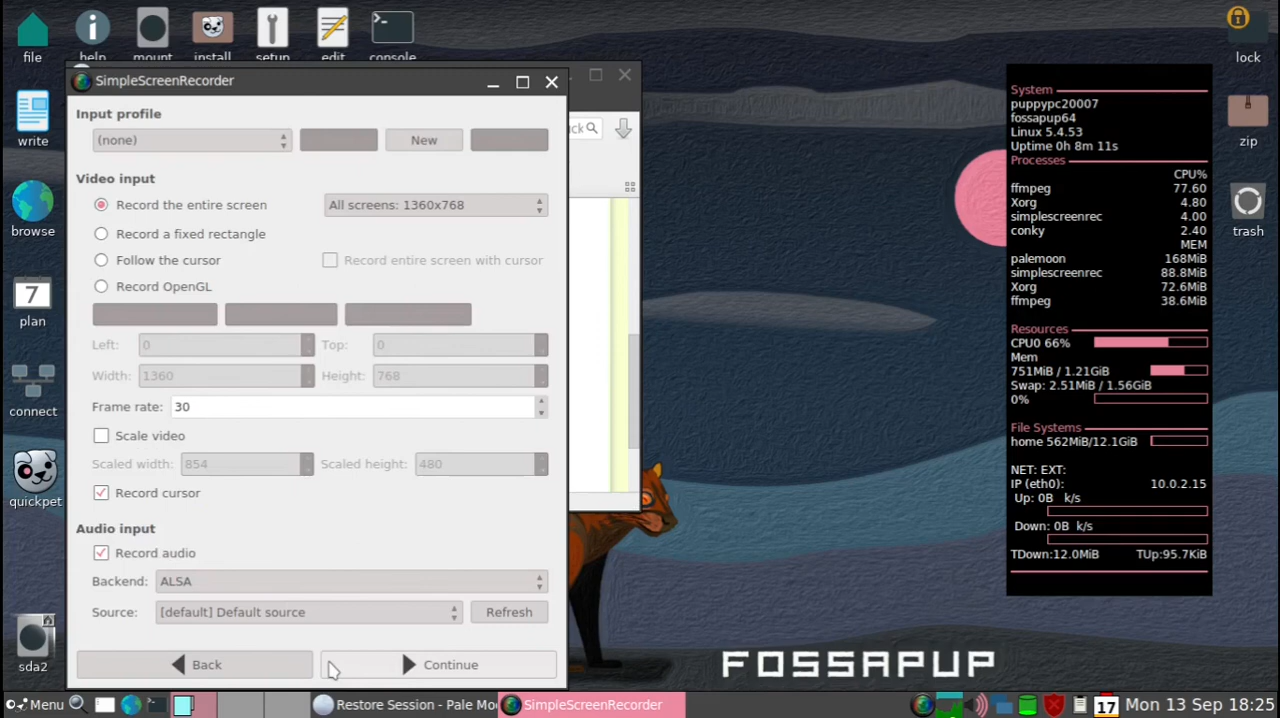 file
help
mount
install
setup
edit
console
lock
SimpleScreenRecorder
Input profile
(none)
New
Video input
Record the entire screen
All screens: 1360x768
Record a fixed rectangle
Follow the cursor
Record entire screen with cursor
Record OpenGL
Left: 0
Top: 0
Width: 1360
Height: 768
Frame rate: 30
Scale video
Scaled width: 854
Scaled height: 480
Record cursor
Audio input
Record audio
Backend: ALSA
Source: [default] Default source
Refresh
Back
Continue
write
browse
7
plan
connect
quickpet
sda2
zip
trash
System
puppypc20007
fossapup64
Linux 5.4.53
Uptime 0h 8m 11s
Processes
CPU%
ffmpeg 77.60
Xorg 4.80
simplescreenrec 4.00
conky 2.40
MEM
palemoon 168MiB
simplescreenrec 88.8MiB
Xorg 72.6MiB
ffmpeg 38.6MiB
Resources
CPU0 66%
Mem
751MiB / 1.21GiB
Swap: 2.51MiB / 1.56GiB
0%
File Systems
home 562MiB/12.1GiB
NET: EXT:
IP (eth0): 10.0.2.15
Up: 0B k/s
Down: 0B k/s
TDown:12.0MiB TUp:95.7KiB
FOSSAPUP
Menu
Restore Session - Pale Mo
SimpleScreenRecorder
17
Mon 13 Sep 18:25